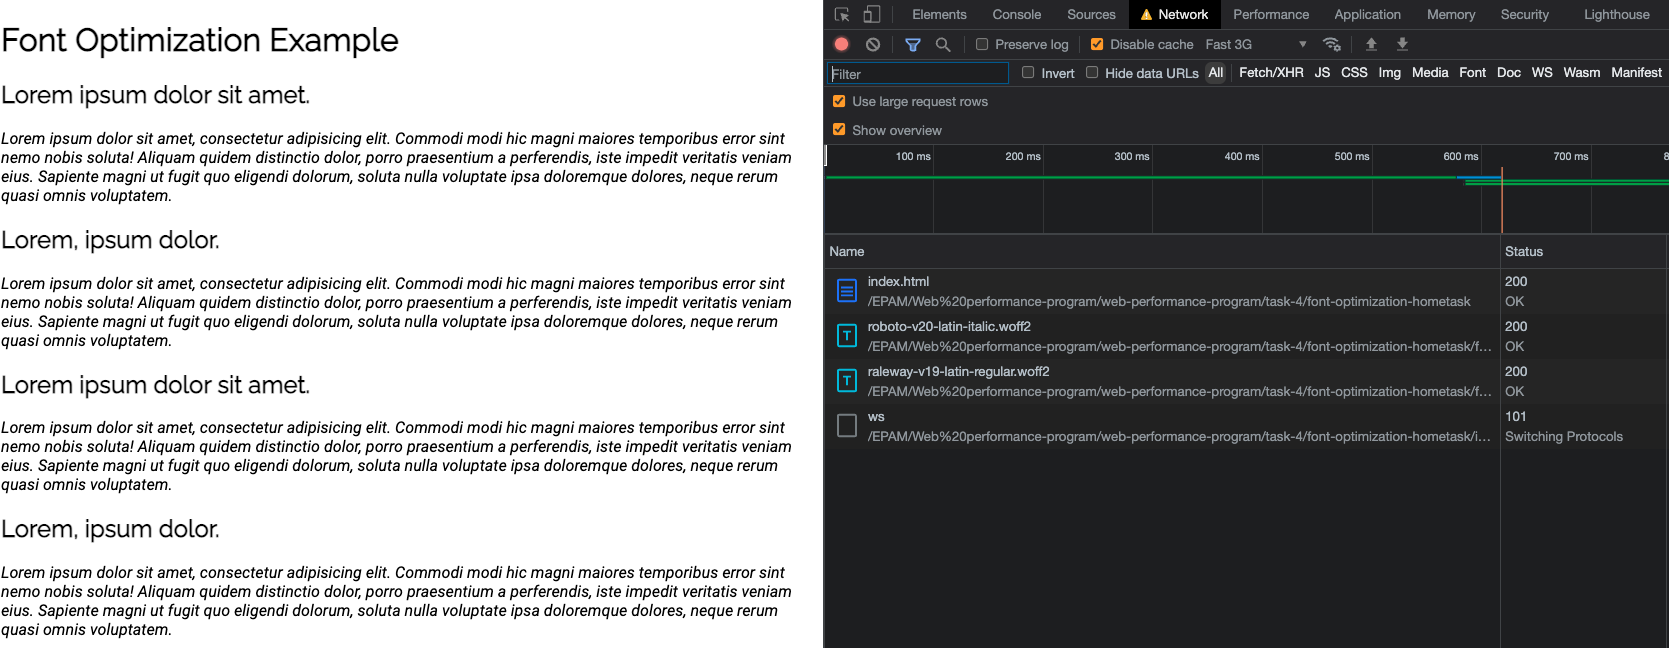 Font Optimization Example
Lorem ipsum dolor sit amet.
Lorem ipsum dolor sit amet, consectetur adipisicing elit. Commodi modi hic magni maiores temporibus error sint
nemo nobis soluta! Aliquam quidem distinctio dolor, porro praesentium a perferendis, iste impedit veritatis veniam
eius. Sapiente magni ut fugit quo eligendi dolorum, soluta nulla voluptate ipsa doloremque dolores, neque rerum
quasi omnis voluptatem.
Lorem, ipsum dolor.
Lorem ipsum dolor sit amet, consectetur adipisicing elit. Commodi modi hic magni maiores temporibus error sint
nemo nobis soluta! Aliquam quidem distinctio dolor, porro praesentium a perferendis, iste impedit veritatis veniam
eius. Sapiente magni ut fugit quo eligendi dolorum, soluta nulla voluptate ipsa doloremque dolores, neque rerum
quasi omnis voluptatem.
Lorem ipsum dolor sit amet.
Lorem ipsum dolor sit amet, consectetur adipisicing elit. Commodi modi hic magni maiores temporibus error sint
nemo nobis soluta! Aliquam quidem distinctio dolor, porro praesentium a perferendis, iste impedit veritatis veniam
eius. Sapiente magni ut fugit quo eligendi dolorum, soluta nulla voluptate ipsa doloremque dolores, neque rerum
quasi omnis voluptatem.
Lorem, ipsum dolor.
Lorem ipsum dolor sit amet, consectetur adipisicing elit. Commodi modi hic magni maiores temporibus error sint
nemo nobis soluta! Aliquam quidem distinctio dolor, porro praesentium a perferendis, iste impedit veritatis veniam
eius. Sapiente magni ut fugit quo eligendi dolorum, soluta nulla voluptate ipsa doloremque dolores, neque rerum
quasi omnis voluptatem.
Elements Console Sources Network Performance Application Memory Security Lighthouse
Preserve log Disable cache Fast 3G
Filter Invert Hide data URLs All Fetch/XHR JS CSS Img Media Font Doc WS Wasm Manifest
Use large request rows
Show overview
100 ms 200 ms 300 ms 400 ms 500 ms 600 ms 700 ms 8
Name Status
index.html 200
/EPAM/Web%20performance-program/web-performance-program/task-4/font-optimization-hometask OK
roboto-v20-latin-italic.woff2 200
/EPAM/Web%20performance-program/web-performance-program/task-4/font-optimization-hometask/f... OK
raleway-v19-latin-regular.woff2 200
/EPAM/Web%20performance-program/web-performance-program/task-4/font-optimization-hometask/f... OK
ws 101
/EPAM/Web%20performance-program/web-performance-program/task-4/font-optimization-hometask/i... Switching Protocols